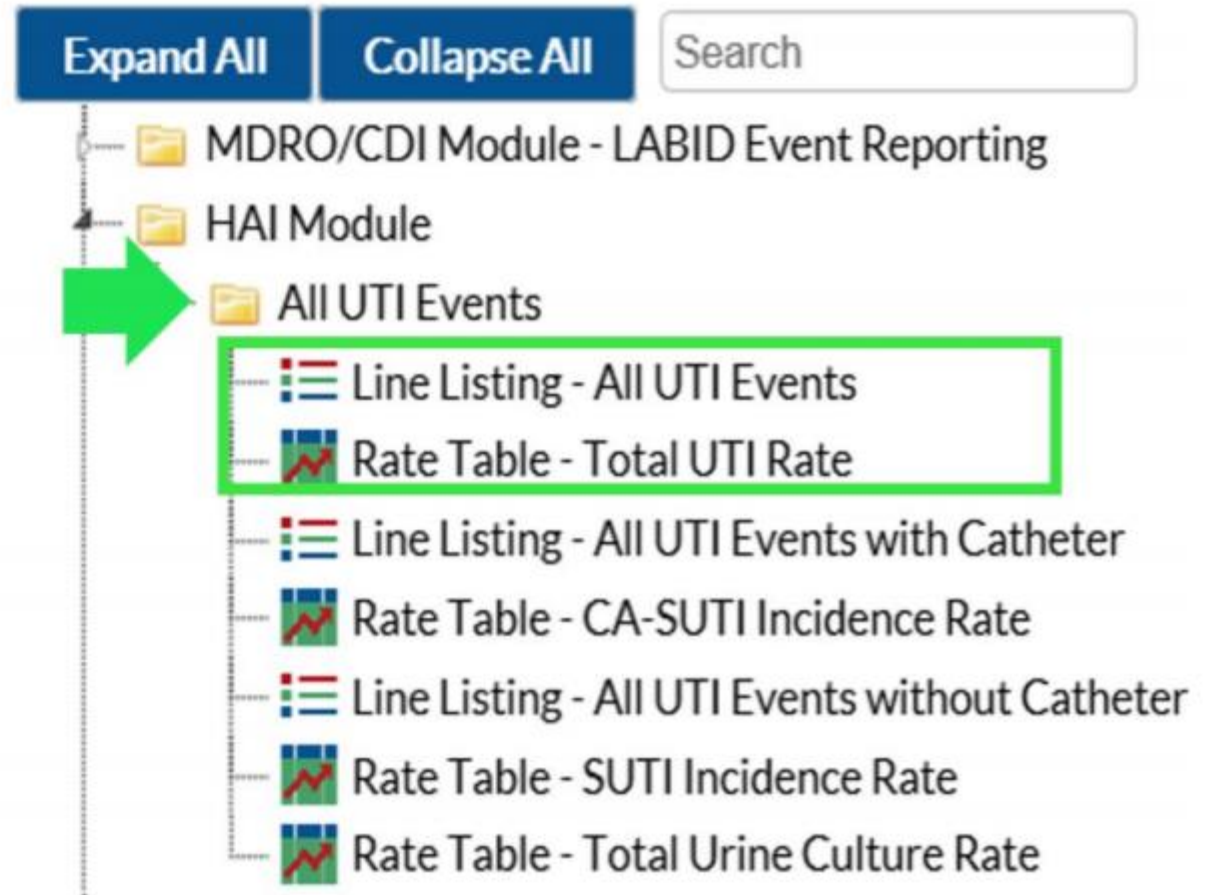 Expand All Collapse All Search
MDRO/CDI Module - LABID Event Reporting
HAI Module
All UTI Events
Line Listing - All UTI Events
Rate Table - Total UTI Rate
Line Listing - All UTI Events with Catheter
Rate Table - CA-SUTI Incidence Rate
Line Listing - All UTI Events without Catheter
Rate Table - SUTI Incidence Rate
Rate Table - Total Urine Culture Rate